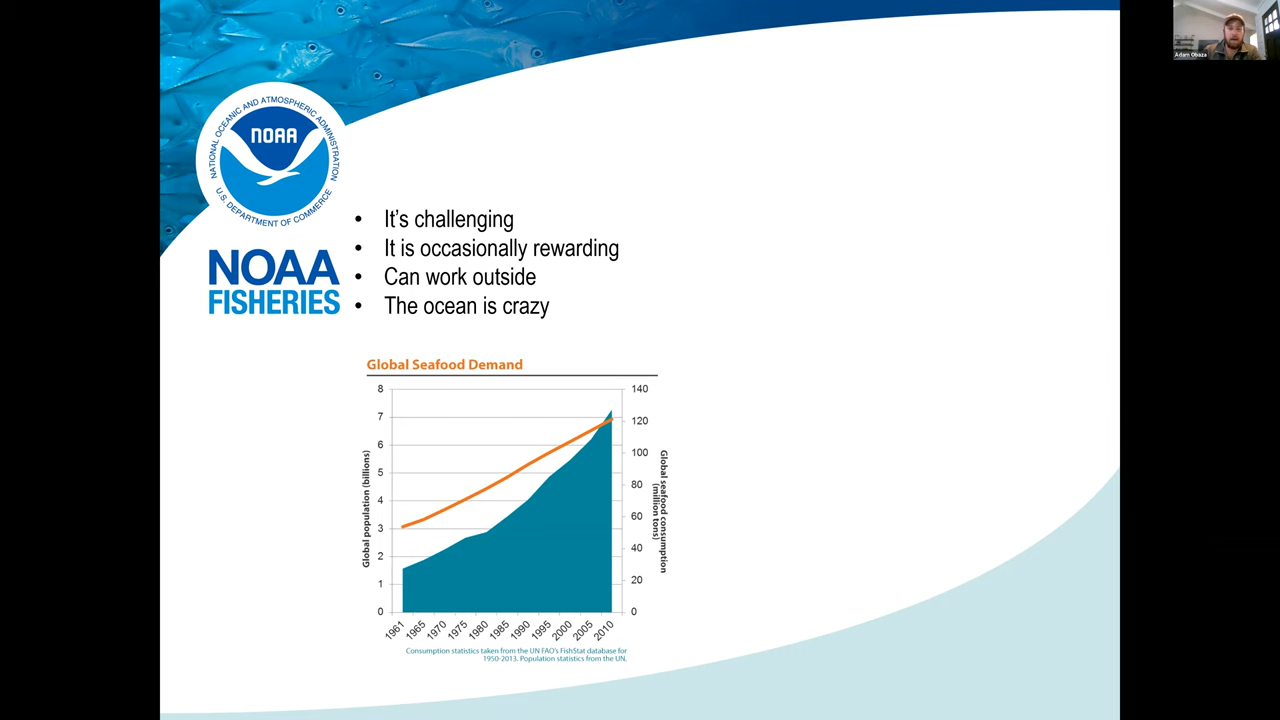 Adam Obaza
NATIONAL OCEANIC AND ATMOSPHERIC ADMINISTRATION
NOAA
U.S. DEPARTMENT OF COMMERCE
NOAA
FISHERIES
• It's challenging
• It is occasionally rewarding
• Can work outside
• The ocean is crazy
Global Seafood Demand
8
7
6
5
4
3
2
1
0
Global population (billions)
140
120
100
80
60
40
20
0
Global seafood consumption
(million tons)
1961 1965 1970 1975 1980 1985 1990 1995 2000 2005 2010
Consumption statistics taken from the UN FAO's FishStat database for
1950-2013. Population statistics from the UN.